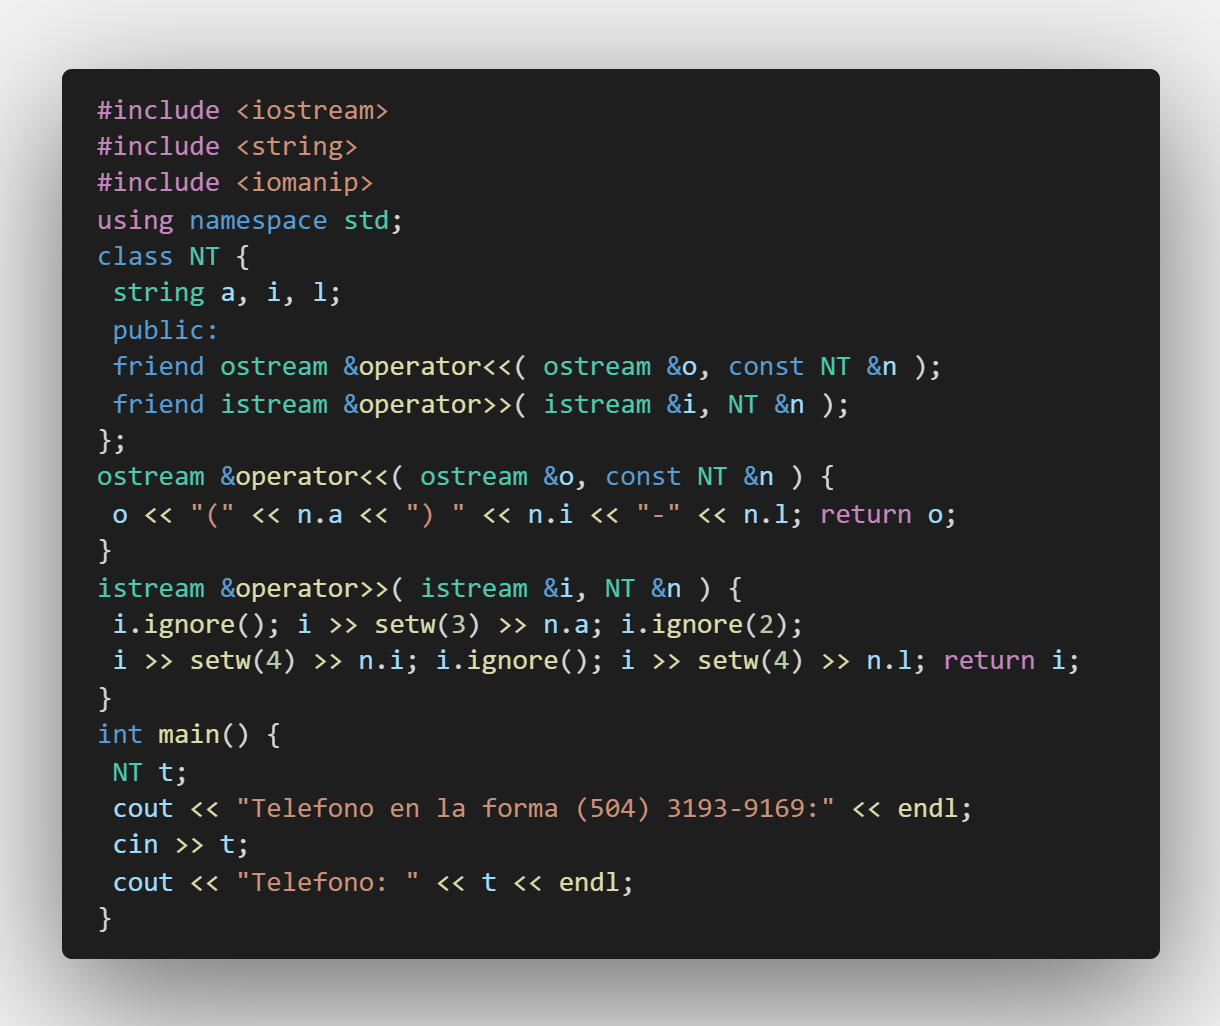 #include <iostream>
#include <string>
#include <iomanip>
using namespace std;
class NT {
 string a, i, l;
 public:
 friend ostream &operator<<( ostream &o, const NT &n );
 friend istream &operator>>( istream &i, NT &n );
};
ostream &operator<<( ostream &o, const NT &n ) {
 o << "(" << n.a << ") " << n.i << "-" << n.l; return o;
}
istream &operator>>( istream &i, NT &n ) {
 i.ignore(); i >> setw(3) >> n.a; i.ignore(2);
 i >> setw(4) >> n.i; i.ignore(); i >> setw(4) >> n.l; return i;
}
int main() {
 NT t;
 cout << "Telefono en la forma (504) 3193-9169:" << endl;
 cin >> t;
 cout << "Telefono: " << t << endl;
}